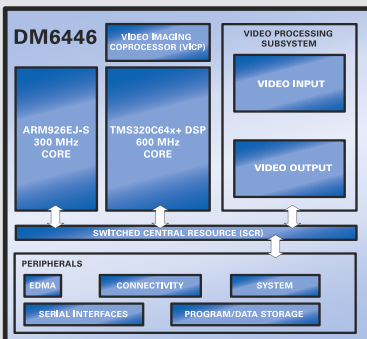 DM6446
VIDEO IMAGING
COPROCESSOR (VICP)
VIDEO PROCESSING
SUBSYSTEM
VIDEO INPUT
VIDEO OUTPUT
ARM926EJ-S
300 MHz
CORE
TMS320C64x+ DSP
600 MHz
CORE
SWITCHED CENTRAL RESOURCE (SCR)
PERIPHERALS
EDMA
CONNECTIVITY
SYSTEM
SERIAL INTERFACES
PROGRAM/DATA STORAGE